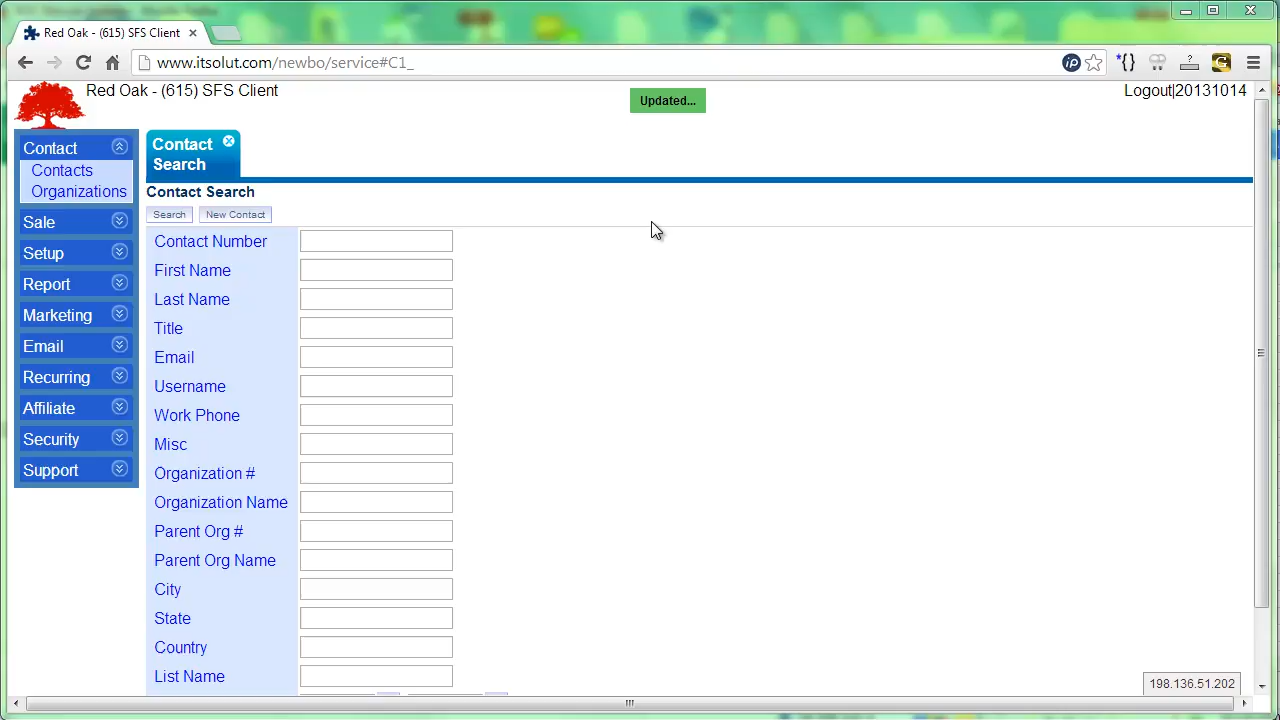 Red Oak - (615) SFS Client
www.itsolut.com/newbo/service#C1_
Red Oak - (615) SFS Client
Updated...
Logout|20131014
Contact
Contacts
Organizations
Sale
Setup
Report
Marketing
Email
Recurring
Affiliate
Security
Support
Contact
Search
Contact Search
Search
New Contact
Contact Number
First Name
Last Name
Title
Email
Username
Work Phone
Misc
Organization #
Organization Name
Parent Org #
Parent Org Name
City
State
Country
List Name
198.136.51.202